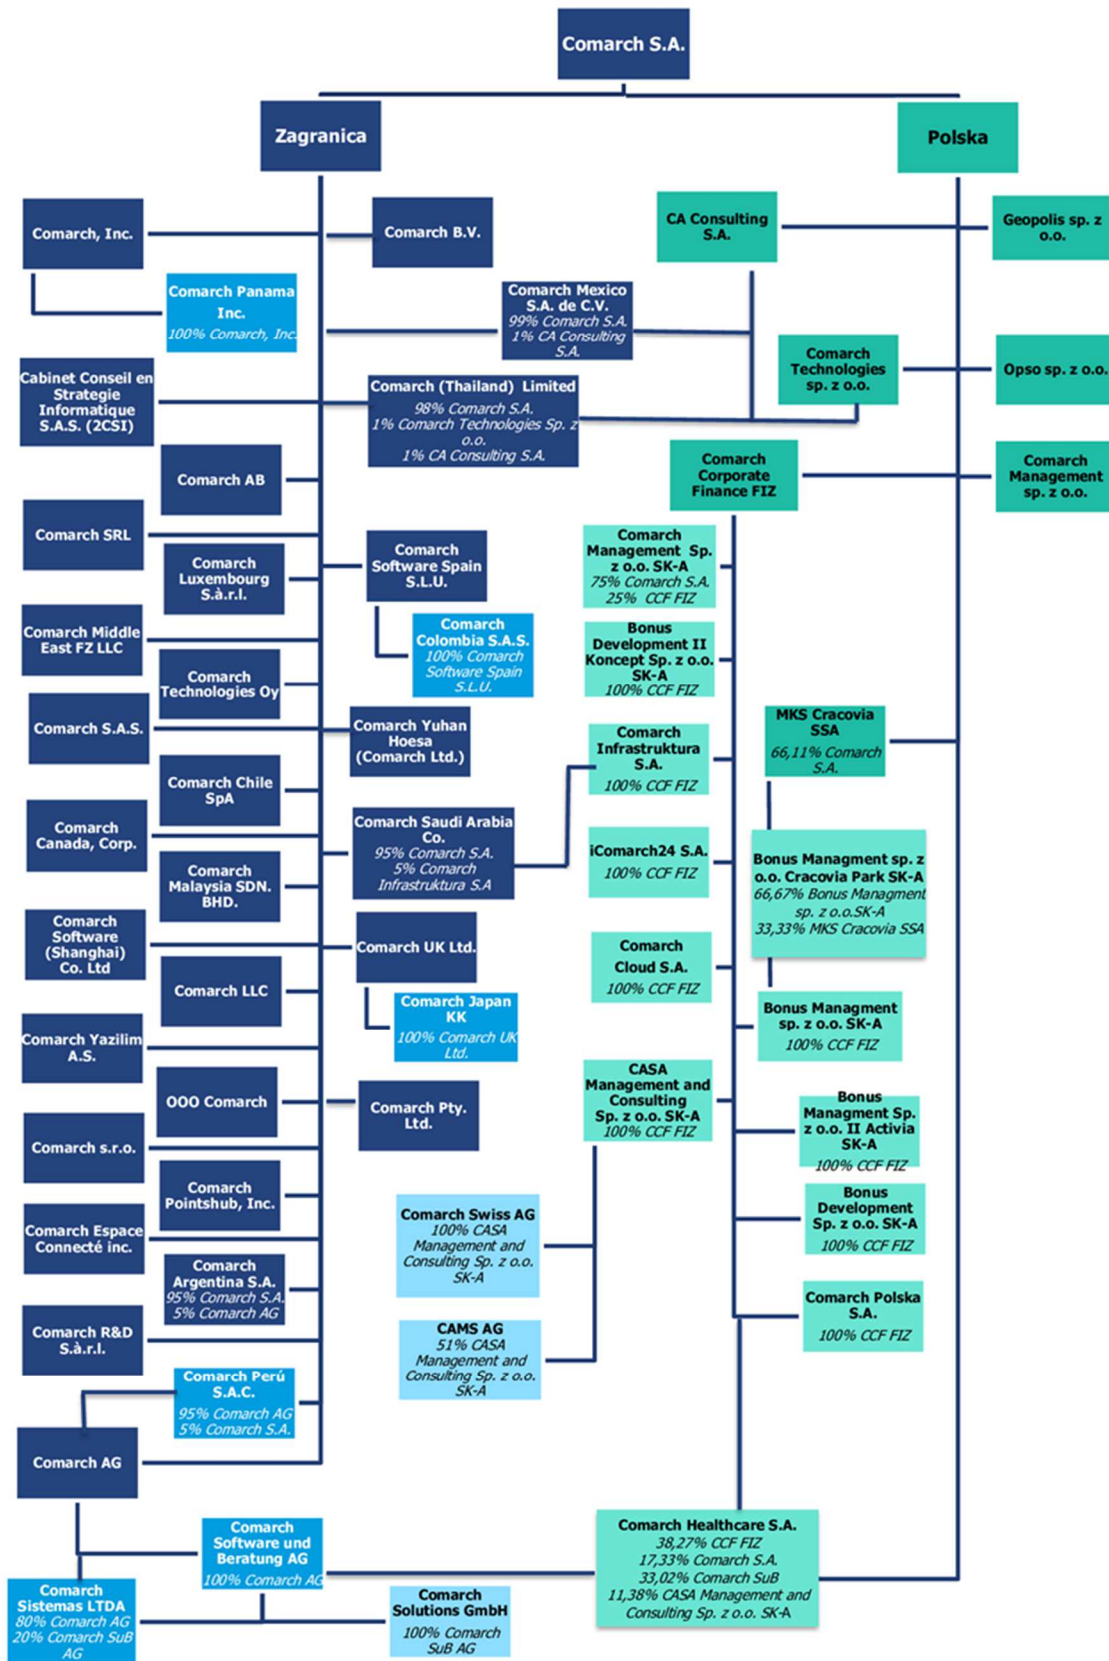 Comarch S.A.
Zagranica
Polska
Comarch, Inc.
Comarch B.V.
CA Consulting
S.A.
Geopolis sp. z
o.o.
Comarch Panama
Inc.
100% Comarch, Inc.
Comarch Mexico
S.A. de C.V.
99% Comarch S.A.
1% CA Consulting
S.A.
Comarch
Technologies
sp. z o.o.
Opso sp. z o.o.
Cabinet Conseil en
Strategie
Informatique
S.A.S. (2CSI)
Comarch (Thailand) Limited
98% Comarch S.A.
1% Comarch Technologies Sp. z
o.o.
1% CA Consulting S.A.
Comarch
Corporate
Finance FIZ
Comarch
Management
sp. z o.o.
Comarch AB
Comarch SRL
Comarch
Luxembourg
S.à.r.l.
Comarch
Software Spain
S.L.U.
Comarch
Management Sp.
z o.o. SK-A
75% Comarch S.A.
25% CCF FIZ
Comarch Middle
East FZ LLC
Comarch
Colombia S.A.S.
100% Comarch
Software Spain
S.L.U.
Bonus
Development II
Koncept Sp. z o.o.
SK-A
100% CCF FIZ
Comarch
Technologies Oy
Comarch S.A.S.
Comarch Yuhan
Hoesa
(Comarch Ltd.)
Comarch
Infrastruktura
S.A.
100% CCF FIZ
MKS Cracovia
SSA
66,11% Comarch
S.A.
Comarch Chile
SpA
Comarch
Canada, Corp.
Comarch Saudi Arabia
Co.
95% Comarch S.A.
5% Comarch
Infrastruktura S.A
iComarch24 S.A.
100% CCF FIZ
Bonus Managment sp. z
o.o. Cracovia Park SK-A
66,67% Bonus Managment
sp. z o.o.SK-A
33,33% MKS Cracovia SSA
Comarch
Malaysia SDN.
BHD.
Comarch
Software
(Shanghai)
Co. Ltd
Comarch UK Ltd.
Comarch
Cloud S.A.
100% CCF FIZ
Comarch LLC
Comarch Japan
KK
100% Comarch UK
Ltd.
Bonus Managment
sp. z o.o. SK-A
100% CCF FIZ
Comarch Yazilim
A.S.
OOO Comarch
Comarch Pty.
Ltd.
CASA
Management and
Consulting
Sp. z o.o. SK-A
100% CCF FIZ
Bonus
Managment Sp.
z o.o. II Activia
SK-A
100% CCF FIZ
Comarch s.r.o.
Comarch
Pointshub, Inc.
Comarch Swiss AG
100% CASA
Management and
Consulting Sp. z o.o.
SK-A
Bonus
Development
Sp. z o.o. SK-A
100% CCF FIZ
Comarch Espace
Connecté inc.
Comarch
Argentina S.A.
95% Comarch S.A.
5% Comarch AG
Comarch Polska
S.A.
100% CCF FIZ
Comarch R&D
S.à.r.l.
CAMS AG
51% CASA
Management and
Consulting Sp. z o.o.
SK-A
Comarch Perú
S.A.C.
95% Comarch AG
5% Comarch S.A.
Comarch AG
Comarch
Software und
Beratung AG
100% Comarch AG
Comarch Healthcare S.A.
38,27% CCF FIZ
17,33% Comarch S.A.
33,02% Comarch SuB
11,38% CASA Management and
Consulting Sp. z o.o. SK-A
Comarch
Sistemas LTDA
80% Comarch AG
20% Comarch SuB
AG
Comarch
Solutions GmbH
100% Comarch
SuB AG